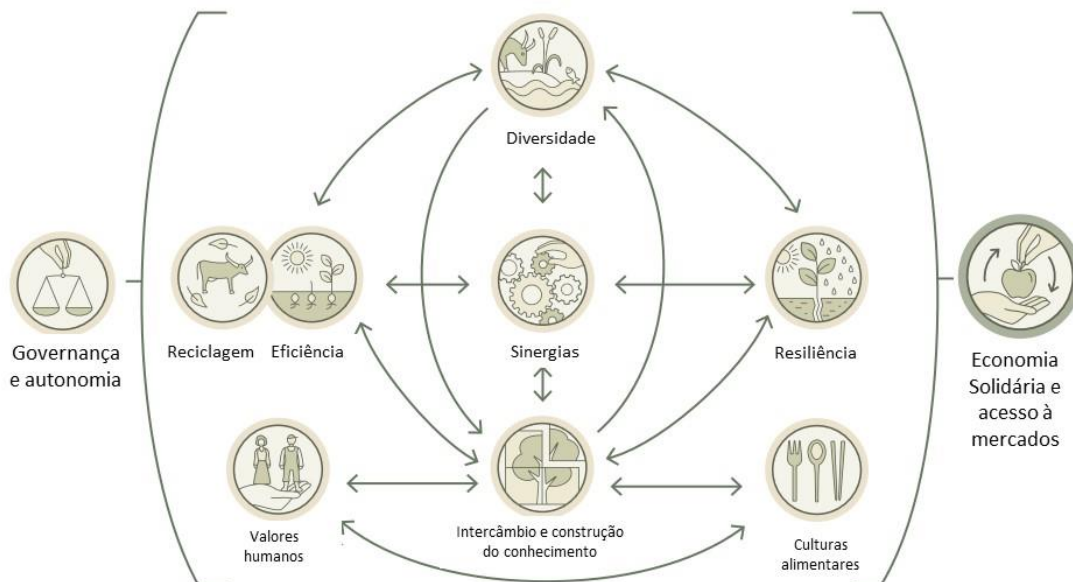 Diversidade
Governança
e autonomia
Reciclagem
Eficiência
Sinergias
Resiliência
Economia
Solidária e
acesso à
mercados
Valores
humanos
Intercâmbio e construção
do conhecimento
Culturas
alimentares